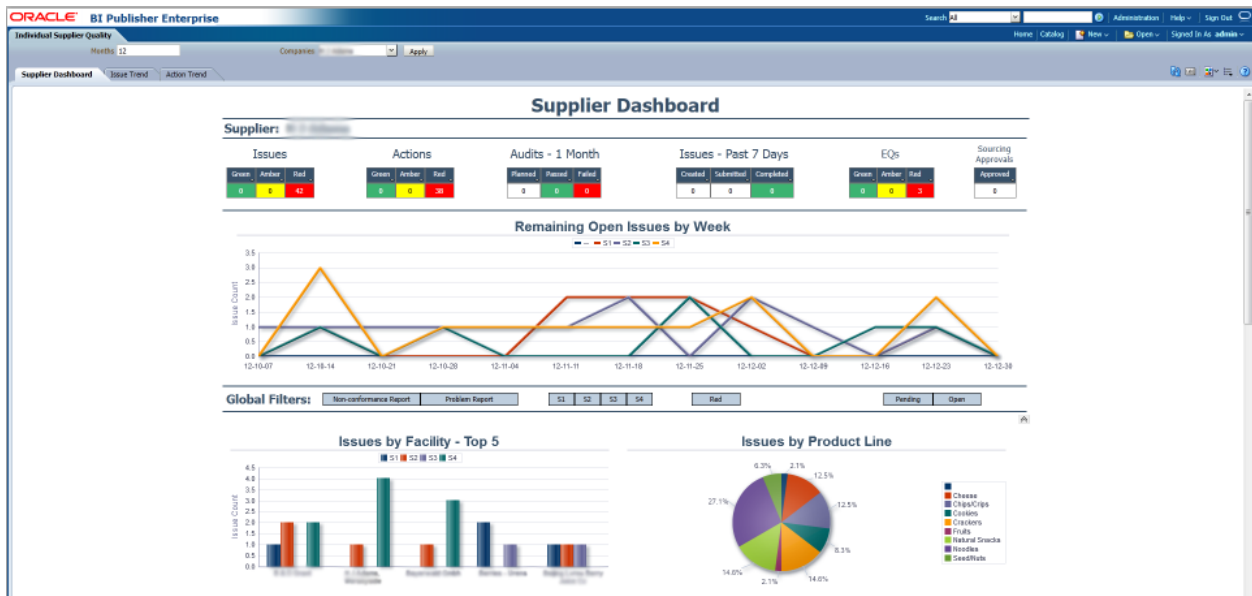 ORACLE BI Publisher Enterprise Search All Administration Help Sign Out
Individual Supplier Quality Home Catalog New Open Signed In As admin
Months 12 Companies Apply
Supplier Dashboard Issue Trend Action Trend
Supplier Dashboard
Supplier:
Issues Actions Audits - 1 Month Issues - Past 7 Days EQs Sourcing Approvals
Green Amber Red Green Amber Red Planned Passed Failed Created Submitted Completed Green Amber Red Approved
0 0 42 0 0 38 0 0 0 0 0 0 0 0 3 0
Remaining Open Issues by Week
-- S1 S2 S3 S4
3.5
3.0
2.5
2.0
1.5
1.0
0.5
0.0
Issue Count
12-10-07 12-10-14 12-10-21 12-10-28 12-11-04 12-11-11 12-11-18 12-11-25 12-12-02 12-12-09 12-12-16 12-12-23 12-12-30
Global Filters: Non-conformance Report Problem Report S1 S2 S3 S4 Red Pending Open
Issues by Facility - Top 5
S1 S2 S3 S4
4.5
4.0
3.5
3.0
2.5
2.0
1.5
1.0
0.5
0.0
Issue Count
Issues by Product Line
6.3% 2.1%
12.5%
27.1%
12.5%
8.3%
14.6%
14.6%
2.1%
Cheese
Chips/Crips
Cookies
Crackers
Fruits
Natural Snacks
Noodles
Seed/Nuts